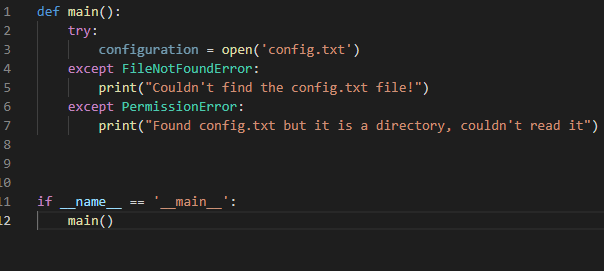 1 def main():
2     try:
3         configuration = open('config.txt')
4     except FileNotFoundError:
5         print("Couldn't find the config.txt file!")
6     except PermissionError:
7         print("Found config.txt but it is a directory, couldn't read it")
8
9
10
11 if __name__ == '__main__':
12     main()